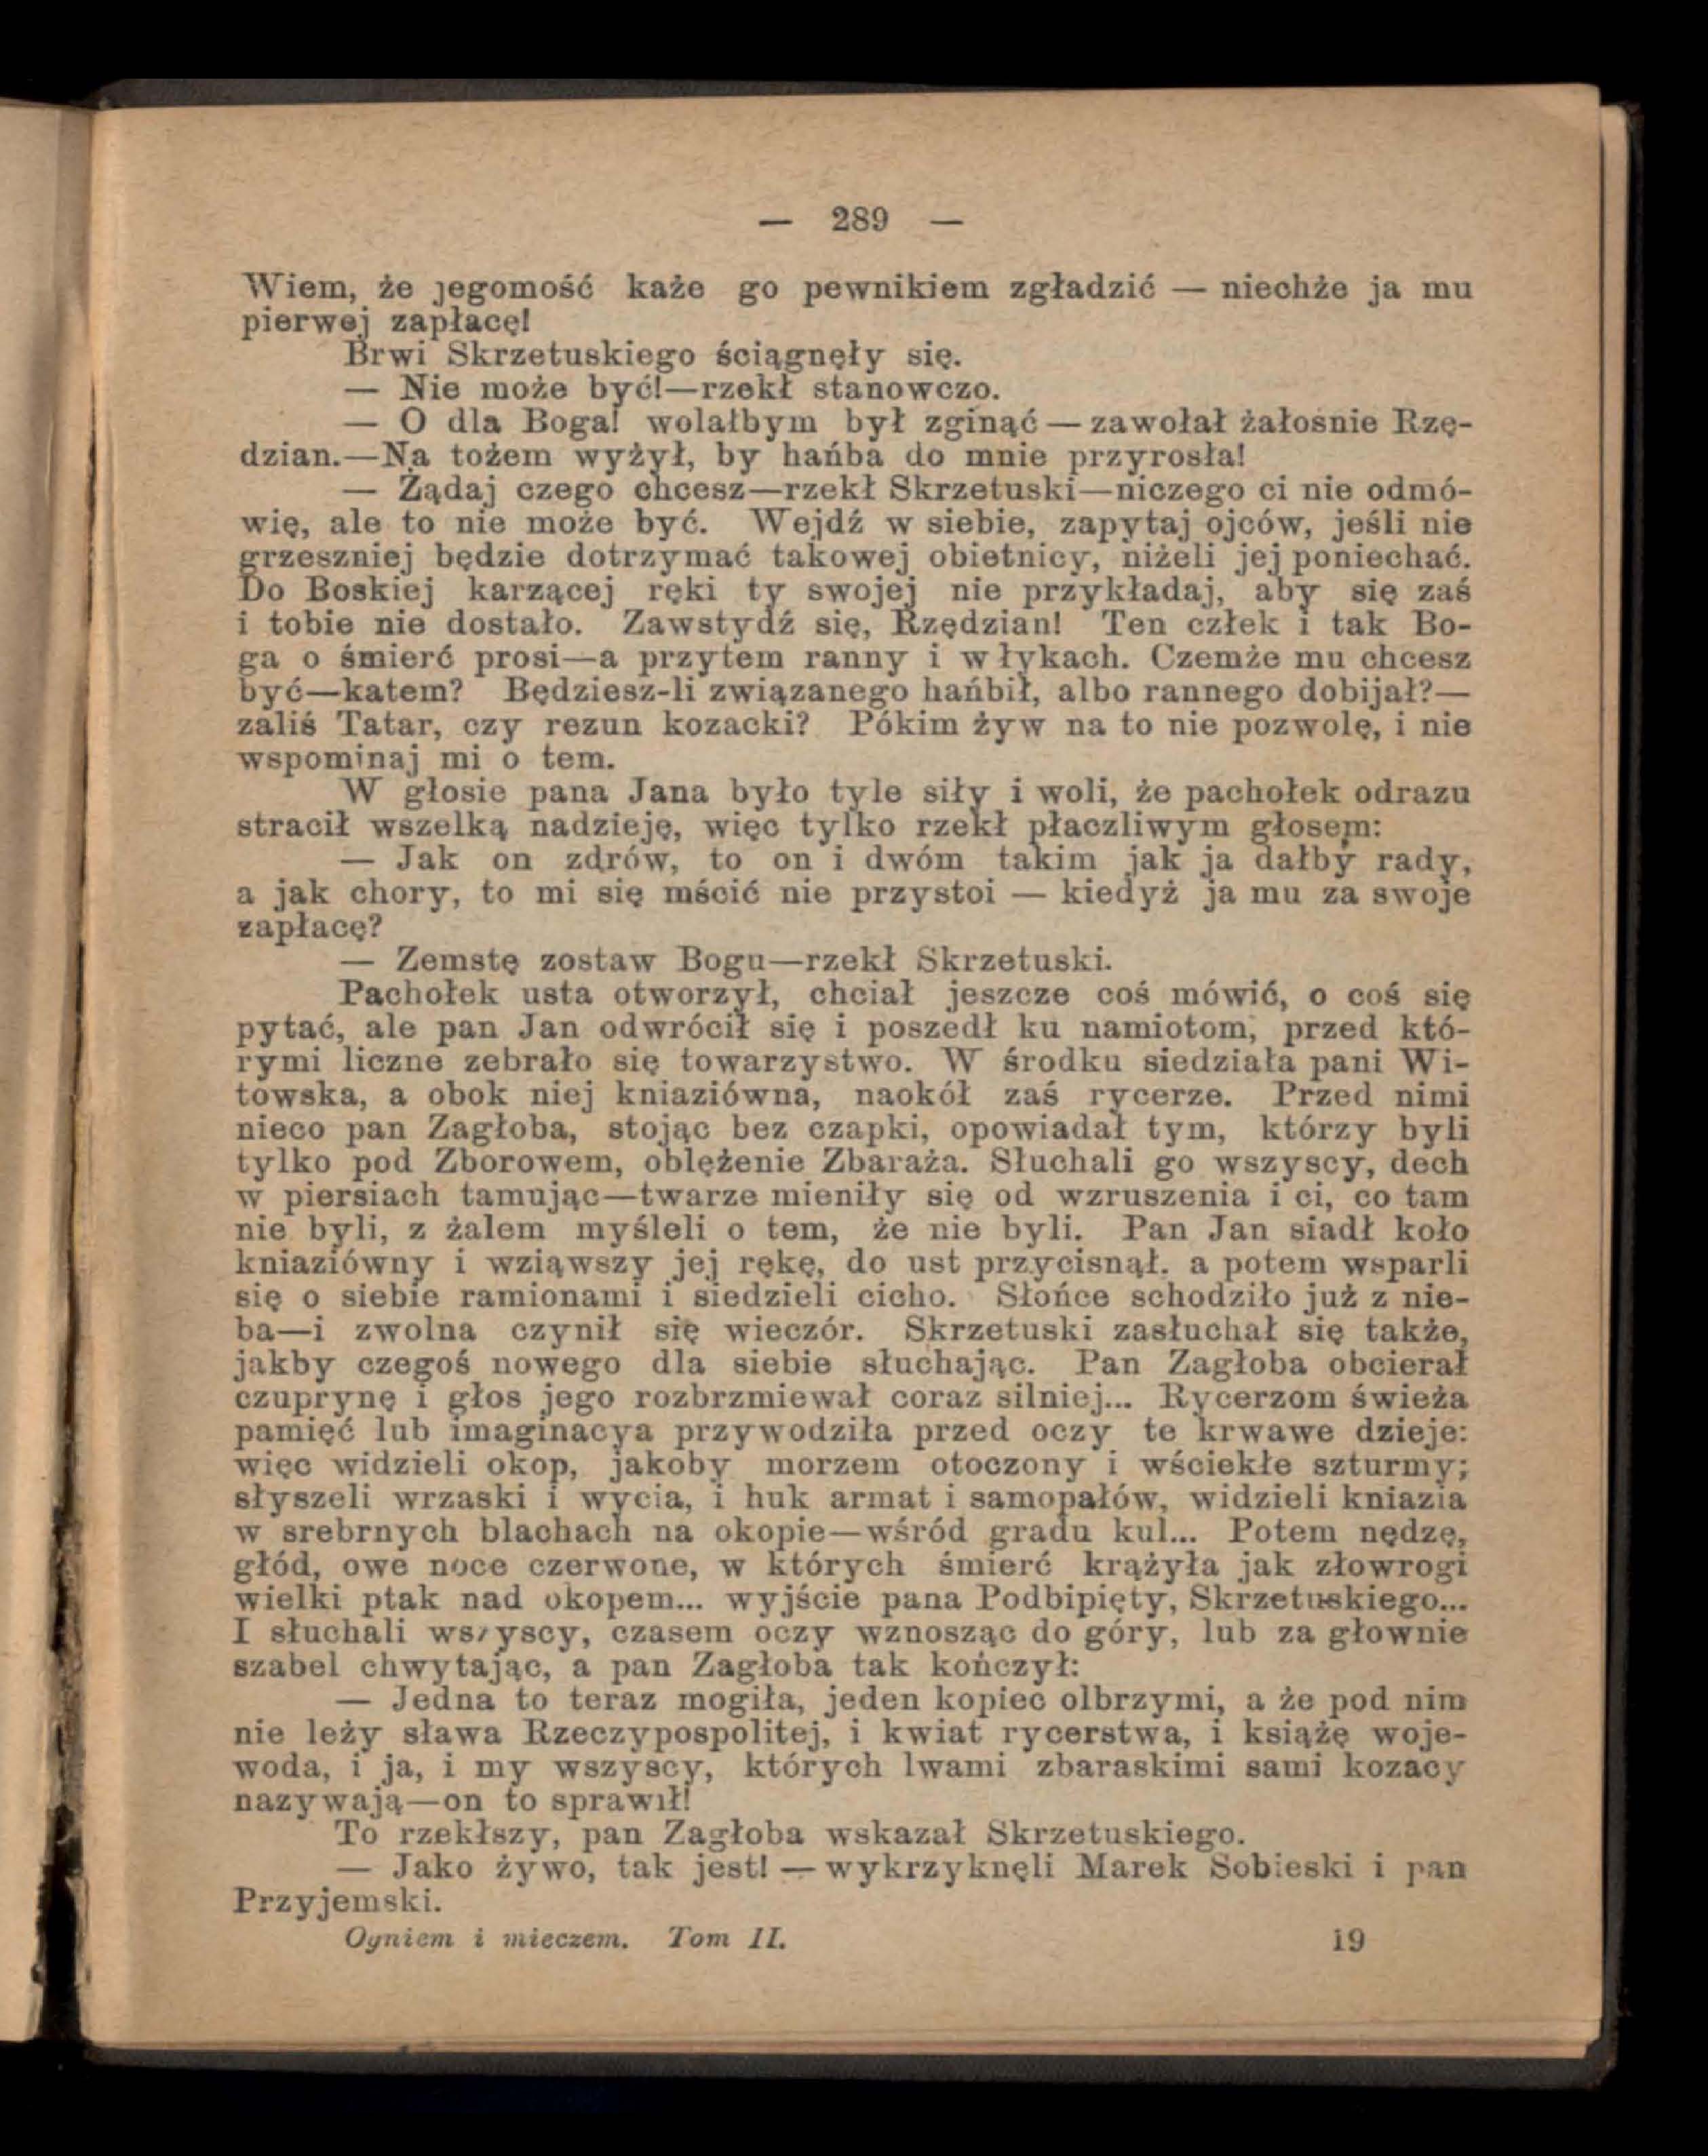 — 289 —
Wiem, że jegomość każe go pewnikiem zgładzić — niechże ja mu
pierwej zapłacę!
Brwi Skrzetuskiego ściągnęły się.
— Nie może być!—rzekł stanowczo.
— O dla Boga! wolałbym był zginąć — zawołał żałośnie Rzę-
dzian.—Na tożem wyżył, by hańba do mnie przyrosła!
— Żądaj czego chcesz—rzekł Skrzetuski—niczego ci nie odmó-
wię, ale to nie może być. Wejdź w siebie, zapytaj ojców, jeśli nie
grzeszniej będzie dotrzymać takowej obietnicy, niżeli jej poniechać.
Do Boskiej karzącej ręki ty swojej nie przykładaj, aby się zaś
i tobie nie dostało. Zawstydź się, Rzędzian! Ten człek i tak Bo-
ga o śmierć prosi—a przytem ranny i w łykach. Czemże mu chcesz
być—katem? Będziesz-li związanego hańbił, albo rannego dobijał?—
zaliś Tatar, czy rezun kozacki? Pókim żyw na to nie pozwolę, i nie
wspominaj mi o tem.
W głosie pana Jana było tyle siły i woli, że pachołek odrazu
stracił wszelką nadzieję, więc tylko rzekł płaczliwym głosem:
— Jak on zdrów, to on i dwóm takim jak ja dałby rady,
a jak chory, to mi się mścić nie przystoi — kiedyż ja mu za swoje
zapłacę?
— Zemstę zostaw Bogu—rzekł Skrzetuski.
Pachołek usta otworzył, chciał jeszcze coś mówić, o coś się
pytać, ale pan Jan odwrócił się i poszedł ku namiotom, przed któ-
rymi liczne zebrało się towarzystwo. W środku siedziała pani Wi-
towska, a obok niej kniaziówna, naokół zaś rycerze. Przed nimi
nieco pan Zagłoba, stojąc bez czapki, opowiadał tym, którzy byli
tylko pod Zborowem, oblężenie Zbaraża. Słuchali go wszyscy, dech
w piersiach tamując—twarze mieniły się od wzruszenia i ci, co tam
nie byli, z żalem myśleli o tem, że nie byli. Pan Jan siadł koło
kniaziówny i wziąwszy jej rękę, do ust przycisnął. a potem wsparli
się o siebie ramionami i siedzieli cicho. Słońce schodziło już z nie-
ba—i zwolna czynił się wieczór. Skrzetuski zasłuchał się także,
jakby czegoś nowego dla siebie słuchając. Pan Zagłoba obcierał
czuprynę i głos jego rozbrzmiewał coraz silniej... Rycerzom świeża
pamięć lub imaginacya przywodziła przed oczy te krwawe dzieje:
więc widzieli okop, jakoby morzem otoczony i wściekłe szturmy;
słyszeli wrzaski i wycia, i huk armat i samopałów, widzieli kniazia
w srebrnych blachach na okopie—wśród gradu kul... Potem nędzę,
głód, owe noce czerwone, w których śmierć krążyła jak złowrogi
wielki ptak nad okopem... wyjście pana Podbipięty, Skrzetuskiego...
I słuchali wszyscy, czasem oczy wznosząc do góry, lub za głownie
szabel chwytając, a pan Zagłoba tak kończył:
— Jedna to teraz mogiła, jeden kopiec olbrzymi, a że pod nim
nie leży sława Rzeczypospolitej, i kwiat rycerstwa, i książę woje-
woda, i ja, i my wszyscy, których lwami zbaraskimi sami kozacy
nazywają—on to sprawił!
To rzekłszy, pan Zagłoba wskazał Skrzetuskiego.
— Jako żywo, tak jest! — wykrzyknęli Marek Sobieski i pan
Przyjemski.
Ogniem i mieczem. Tom II. 19